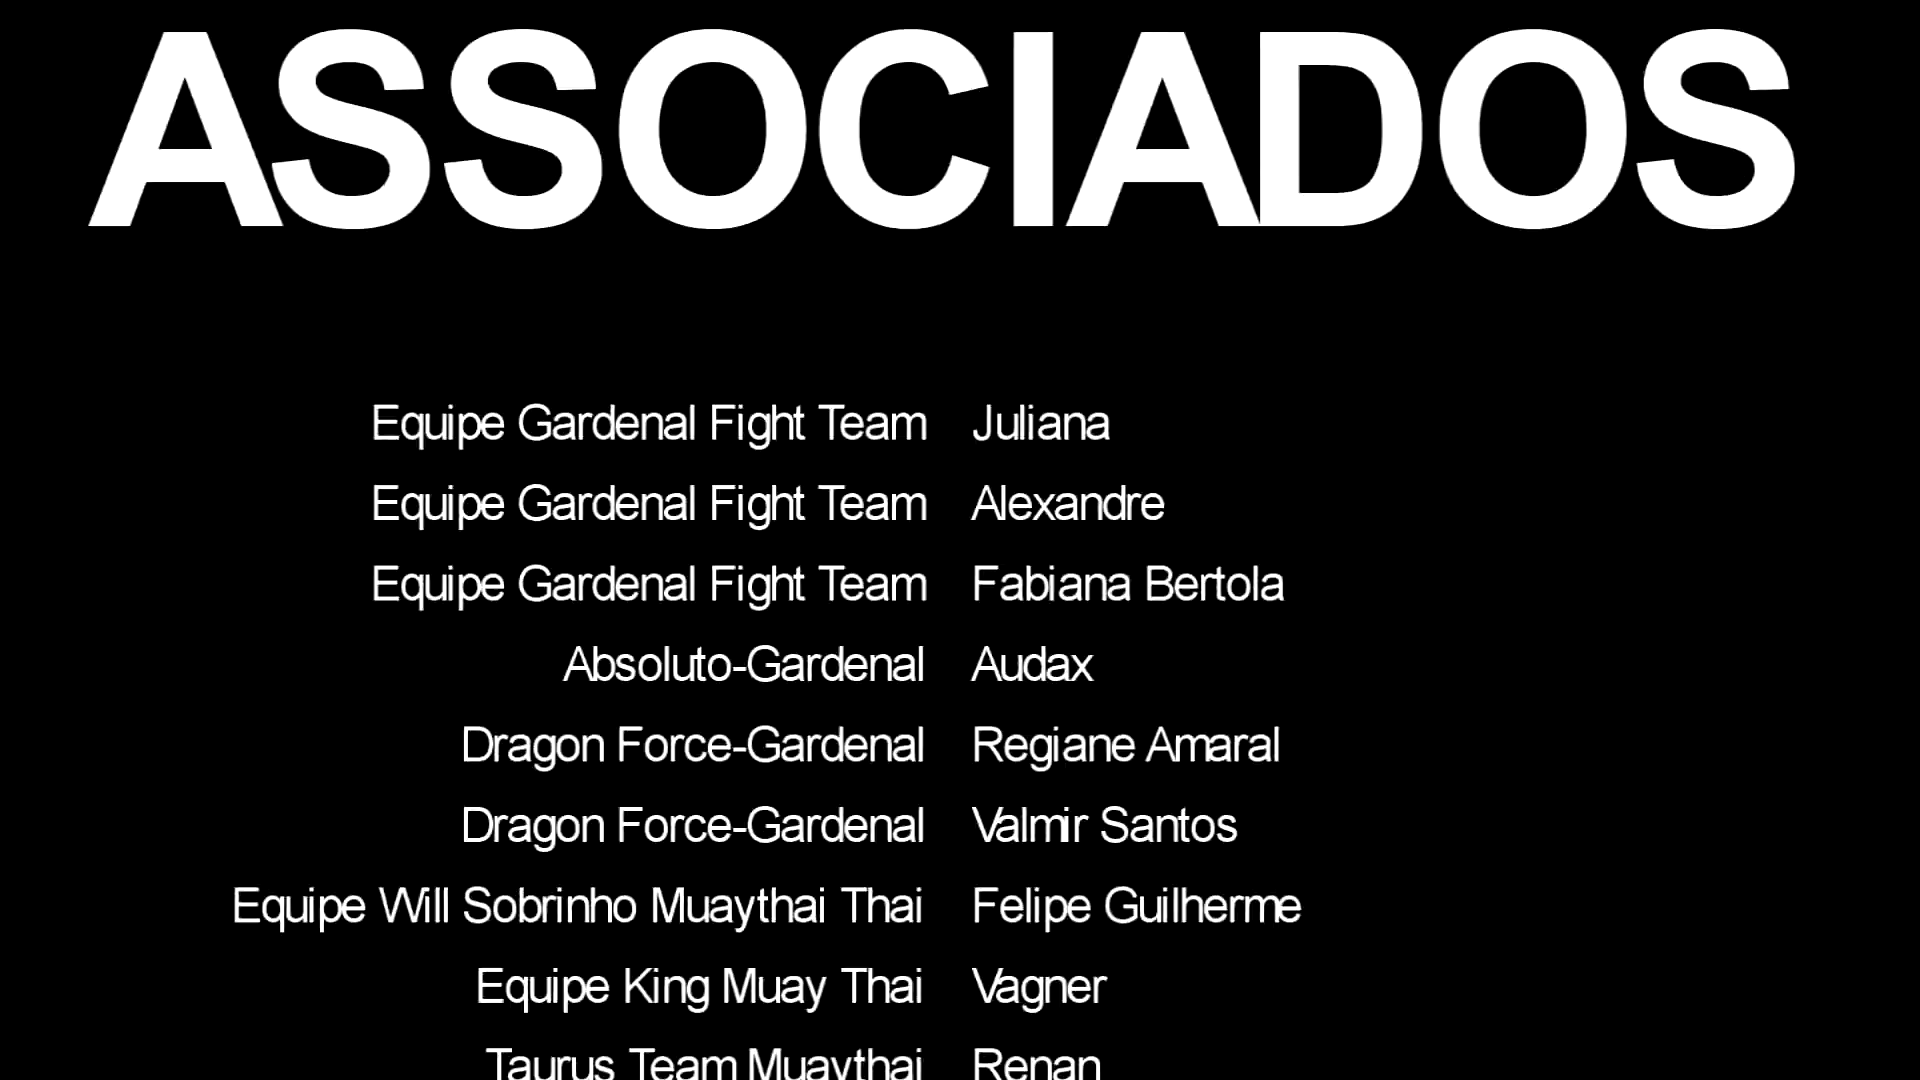 ASSOCIADOS
Equipe Gardenal Fight Team Juliana
Equipe Gardenal Fight Team Alexandre
Equipe Gardenal Fight Team Fabiana Bertola
Absoluto-Gardenal Audax
Dragon Force-Gardenal Regiane Amaral
Dragon Force-Gardenal Valmir Santos
Equipe Will Sobrinho Muaythai Thai Felipe Guilherme
Equipe King Muay Thai Vagner
Taurus Team Muaythai Renan